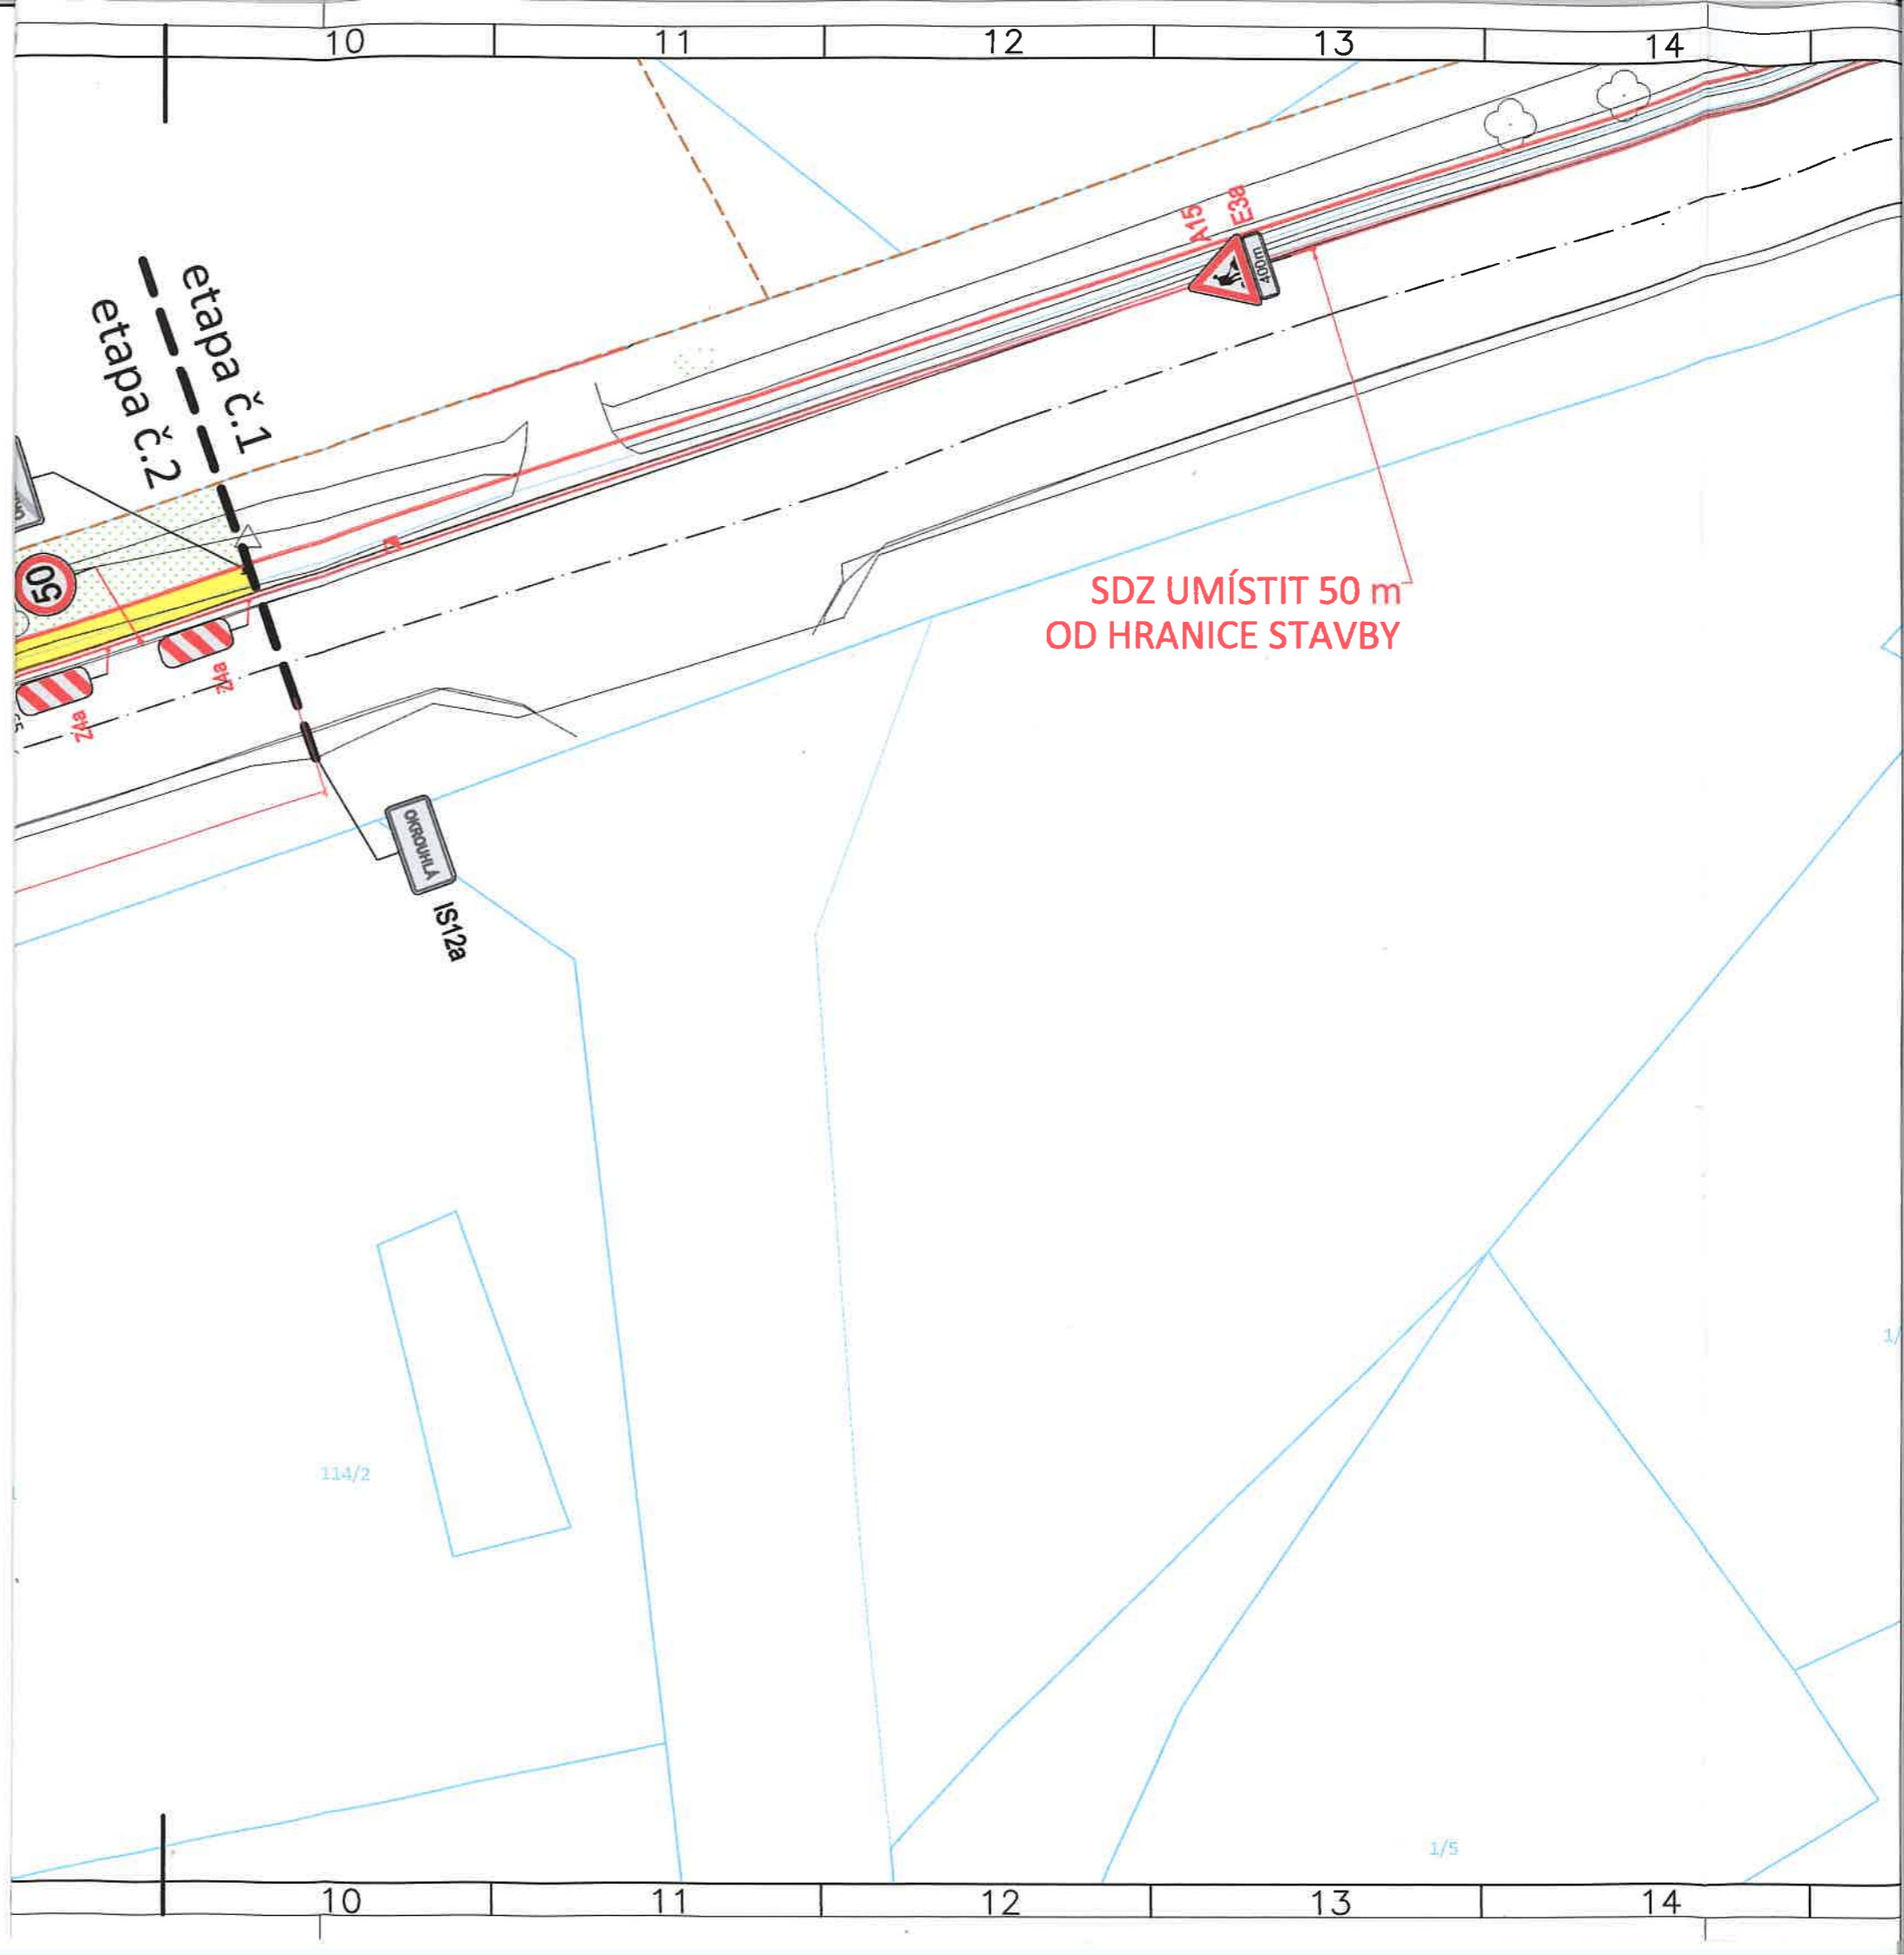 10
11
12
13
14
A15
E3a
400m
etapa č.1
etapa č.2
50
Z4a
Z4a
SDZ UMÍSTIT 50 m
OD HRANICE STAVBY
OKROUHLÁ
IS12a
114/2
1/5
10
11
12
13
14